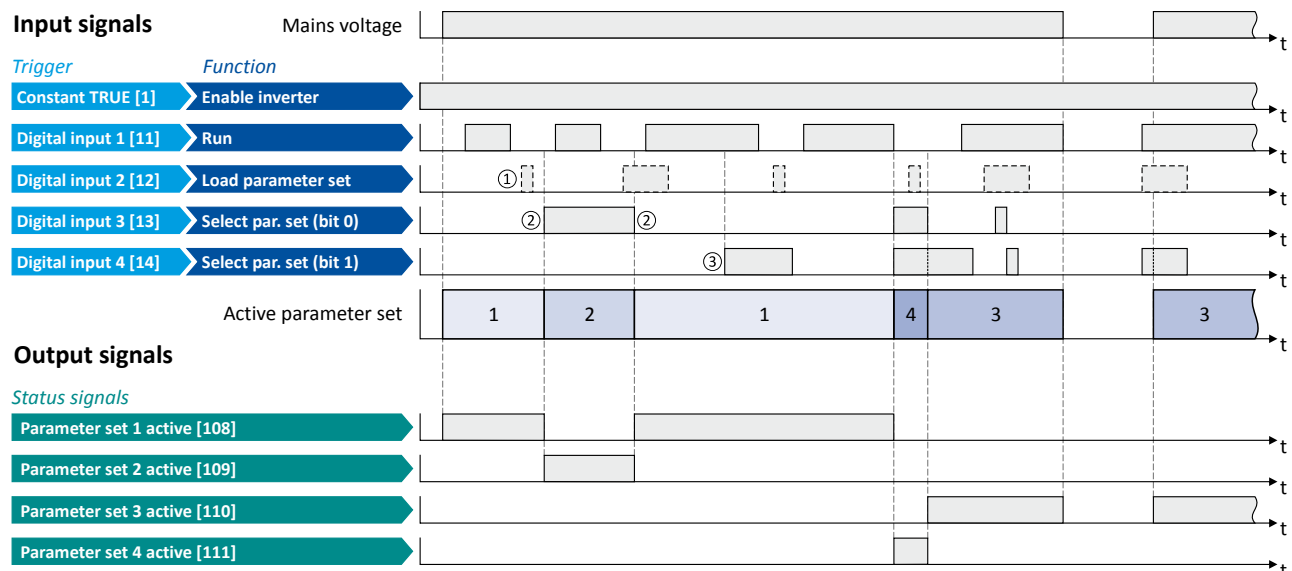 Input signals Mains voltage t
Trigger Function
Constant TRUE [1] Enable inverter t
Digital input 1 [11] Run t
Digital input 2 [12] Load parameter set ① t
Digital input 3 [13] Select par. set (bit 0) ② ② t
Digital input 4 [14] Select par. set (bit 1) ③ t
Active parameter set 1 2 1 4 3 3 t
Output signals
Status signals
Parameter set 1 active [108] t
Parameter set 2 active [109] t
Parameter set 3 active [110] t
Parameter set 4 active [111] t